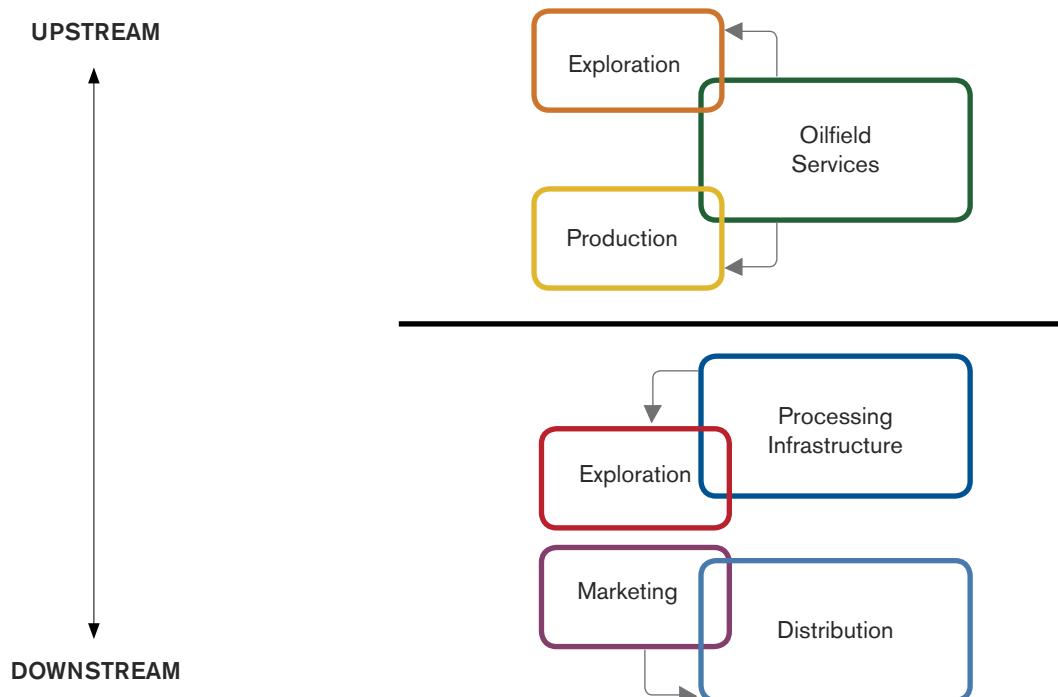 UPSTREAM
Exploration
Oilfield
Services
Production
Processing
Infrastructure
Exploration
Marketing
Distribution
DOWNSTREAM